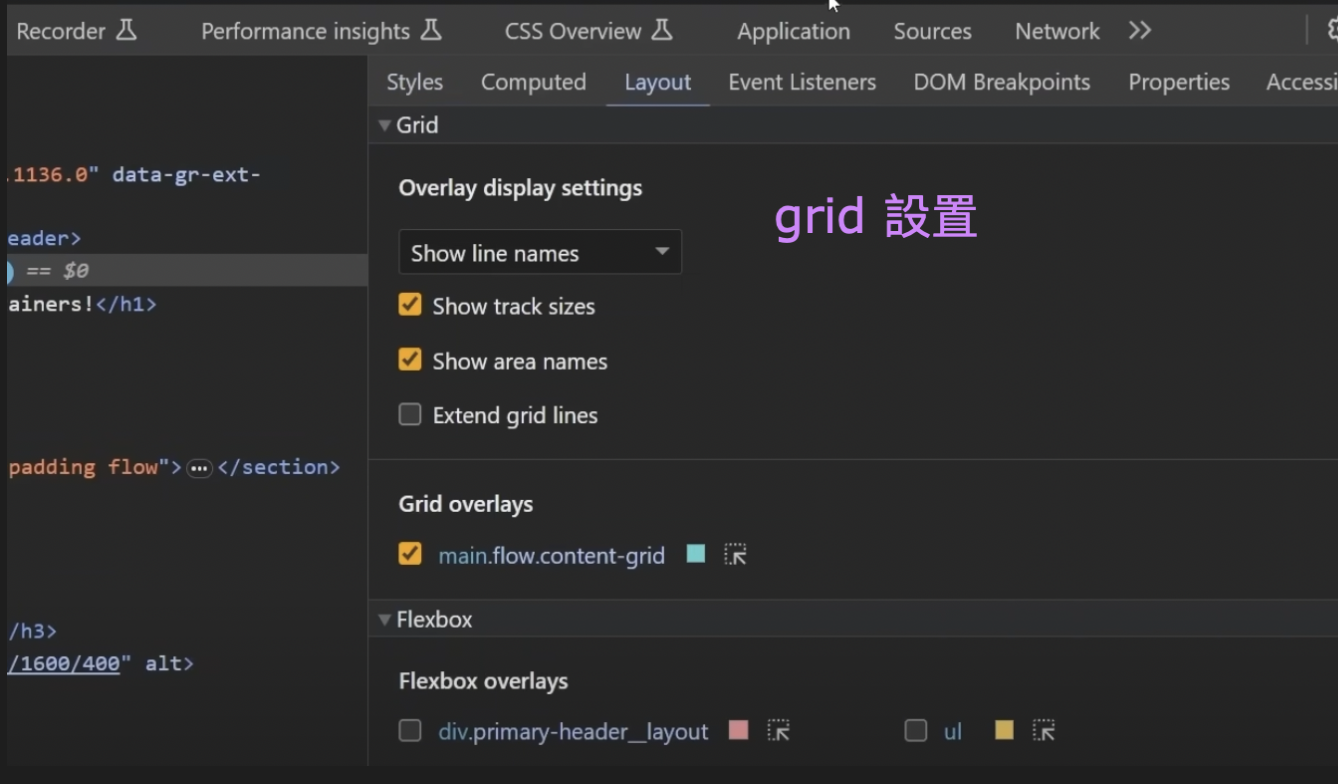 Recorder Performance insights CSS Overview Application Sources Network
Styles Computed Layout Event Listeners DOM Breakpoints Properties Accessi
Grid
.1136.0" data-gr-ext-
Overlay display settings
grid 設置
eader>
Show line names
== $0
ainers!</h1>
Show track sizes
Show area names
Extend grid lines
padding flow">…</section>
Grid overlays
main.flow.content-grid
Flexbox
/h3>
/1600/400" alt>
Flexbox overlays
div.primary-header__layout ul